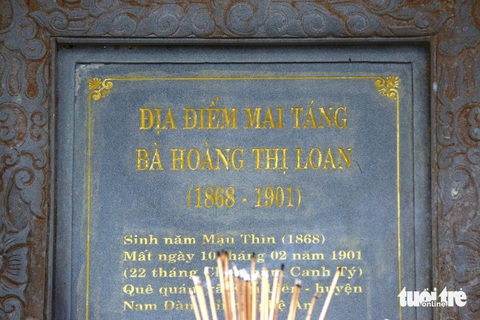 ĐỊA ĐIỂM MAI TÁNG
BÀ HOÀNG THỊ LOAN
(1868 - 1901)
Sinh năm Mậu Thìn (1868)
Mất ngày 10 tháng 02 năm 1901
(22 tháng Canh Tý)
Quê quán - huyện
Nam Đàn
tuổi trẻ
online